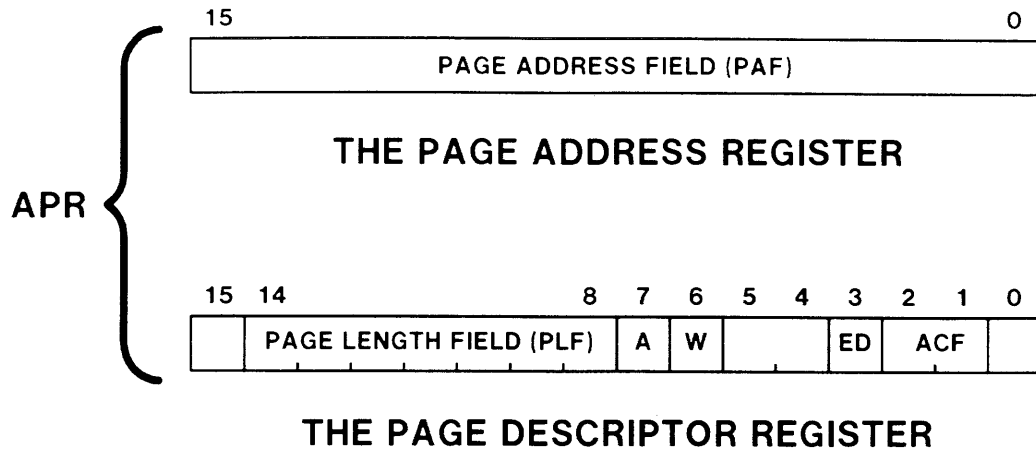 15 0
PAGE ADDRESS FIELD (PAF)
THE PAGE ADDRESS REGISTER
APR
15 14 8 7 6 5 4 3 2 1 0
PAGE LENGTH FIELD (PLF) A W ED ACF
THE PAGE DESCRIPTOR REGISTER